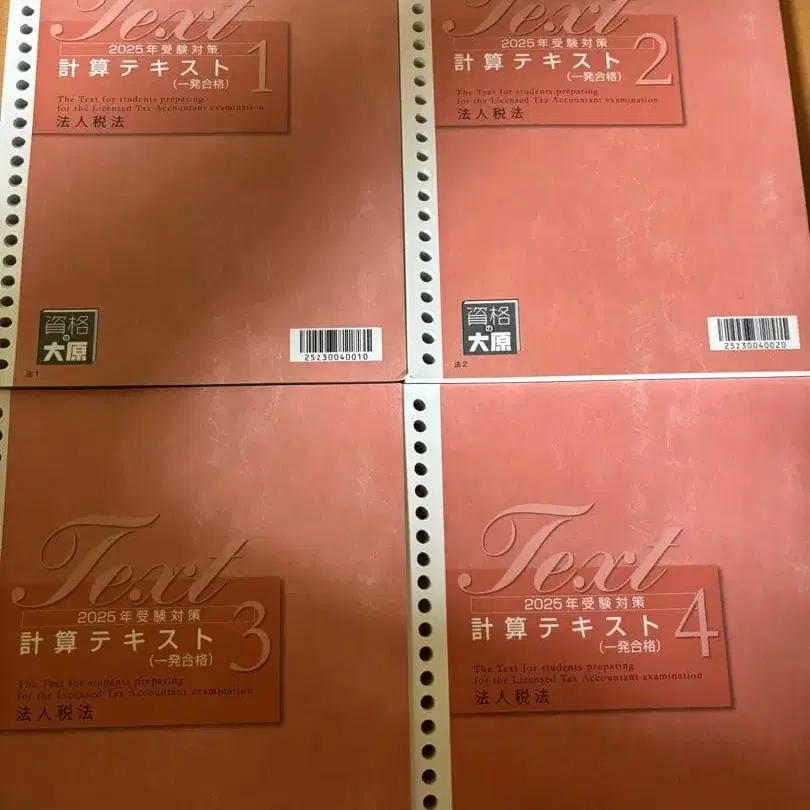 Text
2025年受験対策
計算テキスト 1
(一発合格)
The Text for students preparing
for the Licensed Tax Accountant examination
法人税法
資格の大原
25Z30040010
法1
Text
2025年受験対策
計算テキスト 2
(一発合格)
The Text for students preparing
for the Licensed Tax Accountant examination
法人税法
資格の大原
25Z30040020
法2
Text
2025年受験対策
計算テキスト 3
(一発合格)
The Text for students preparing
for the Licensed Tax Accountant examination
法人税法
Text
2025年受験対策
計算テキスト 4
(一発合格)
The Text for students preparing
for the Licensed Tax Accountant examination
法人税法